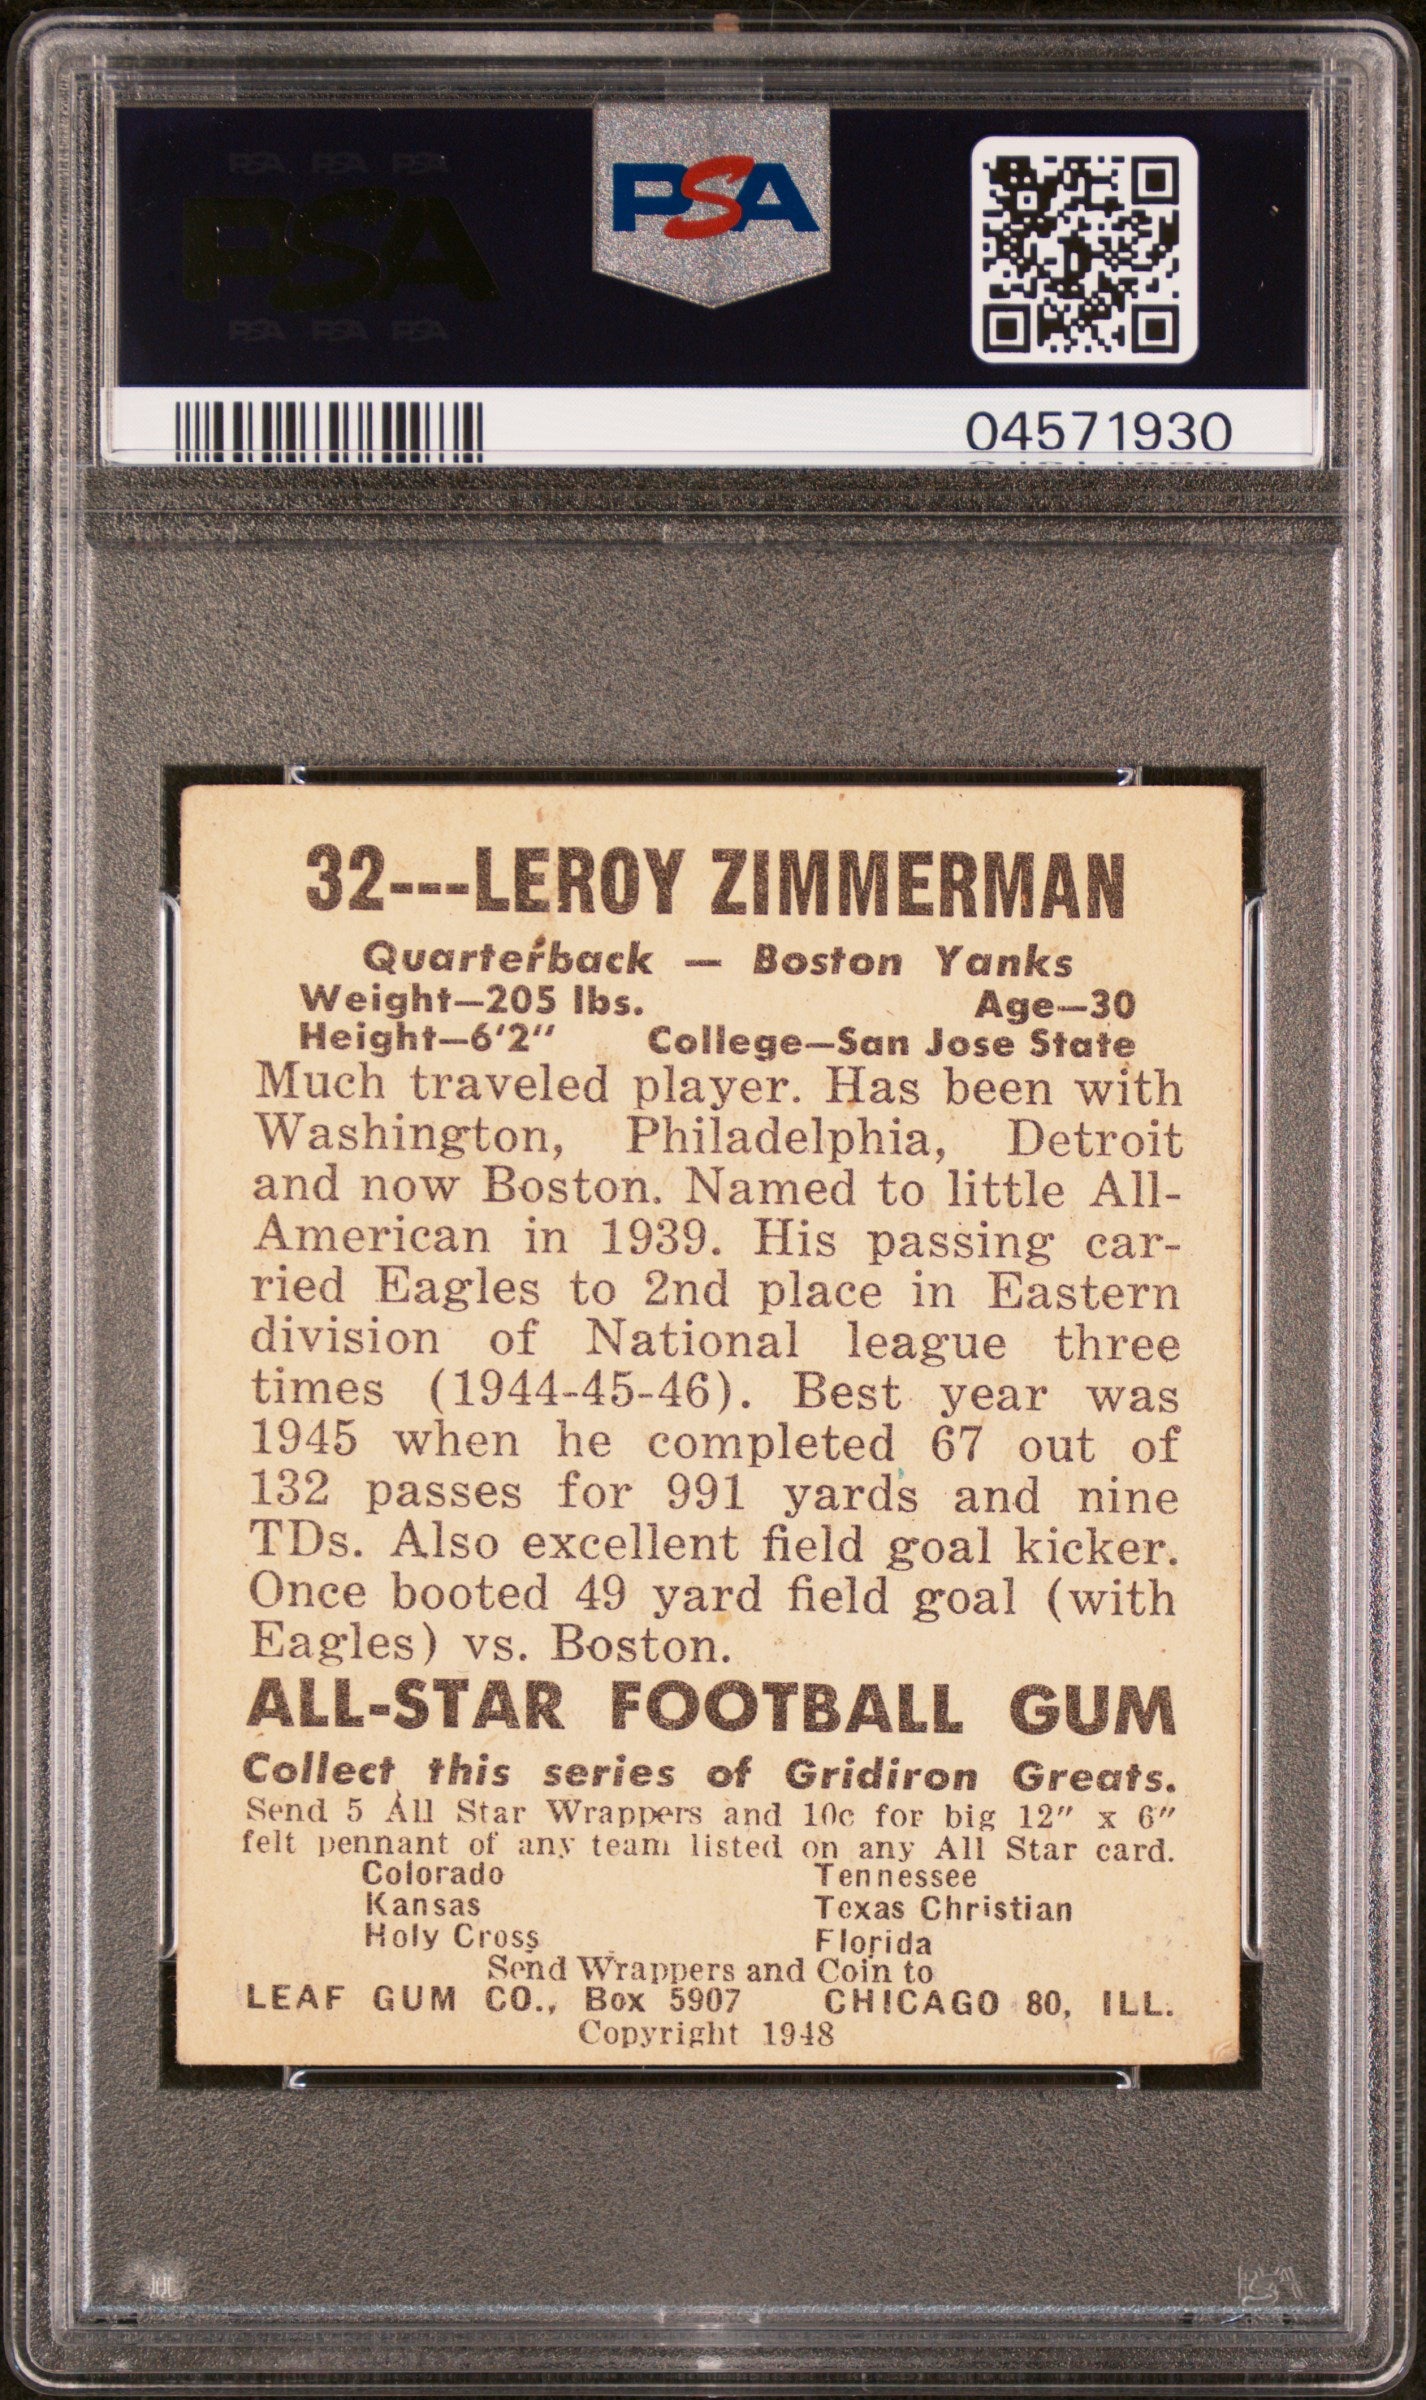 PSA PSA PSA
PSA
PSA PSA PSA
PSA
04571930
32---LEROY ZIMMERMAN
Quarterback — Boston Yanks
Weight—205 lbs. Age—30
Height—6'2" College—San Jose State
Much traveled player. Has been with
Washington, Philadelphia, Detroit
and now Boston. Named to little All-
American in 1939. His passing car-
ried Eagles to 2nd place in Eastern
division of National league three
times (1944-45-46). Best year was
1945 when he completed 67 out of
132 passes for 991 yards and nine
TDs. Also excellent field goal kicker.
Once booted 49 yard field goal (with
Eagles) vs. Boston.
ALL-STAR FOOTBALL GUM
Collect this series of Gridiron Greats.
Send 5 All Star Wrappers and 10c for big 12" x 6"
felt pennant of any team listed on any All Star card.
Colorado Tennessee
Kansas Texas Christian
Holy Cross Florida
Send Wrappers and Coin to
LEAF GUM CO., Box 5907 CHICAGO 80, ILL.
Copyright 1948